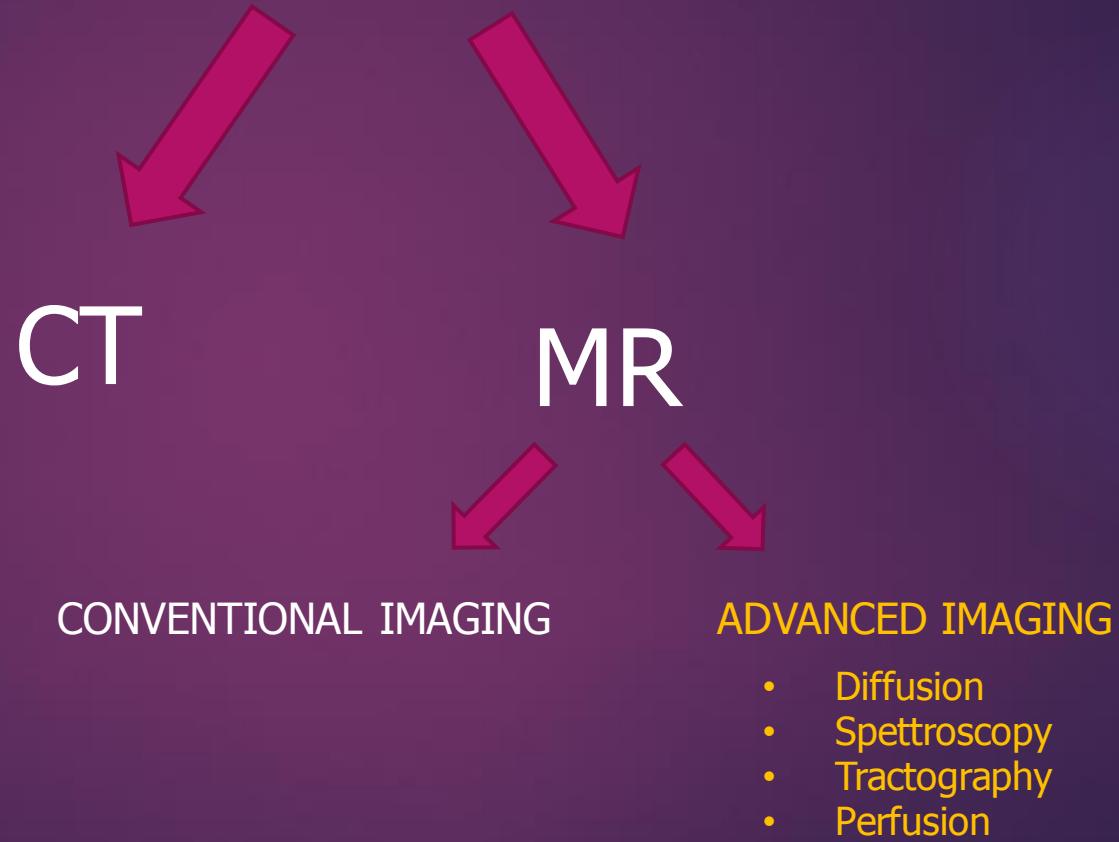 CT
MR
CONVENTIONAL IMAGING
ADVANCED IMAGING
• Diffusion
• Spettroscopy
• Tractography
• Perfusion